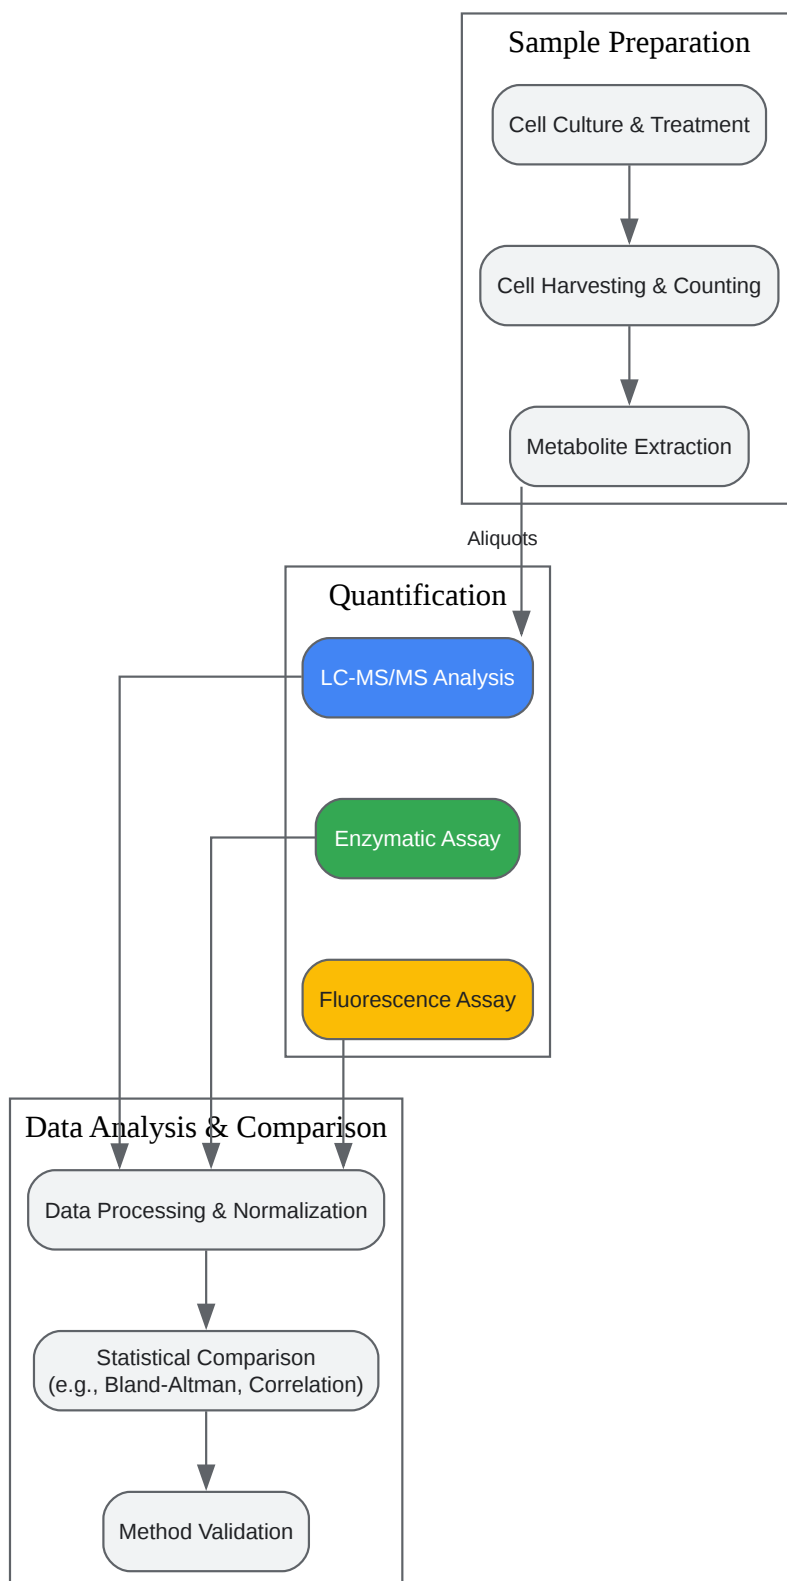 Sample Preparation
Cell Culture & Treatment
Cell Harvesting & Counting
Metabolite Extraction
Aliquots
Quantification
LC-MS/MS Analysis
Enzymatic Assay
Fluorescence Assay
Data Analysis & Comparison
Data Processing & Normalization
Statistical Comparison
(e.g., Bland-Altman, Correlation)
Method Validation